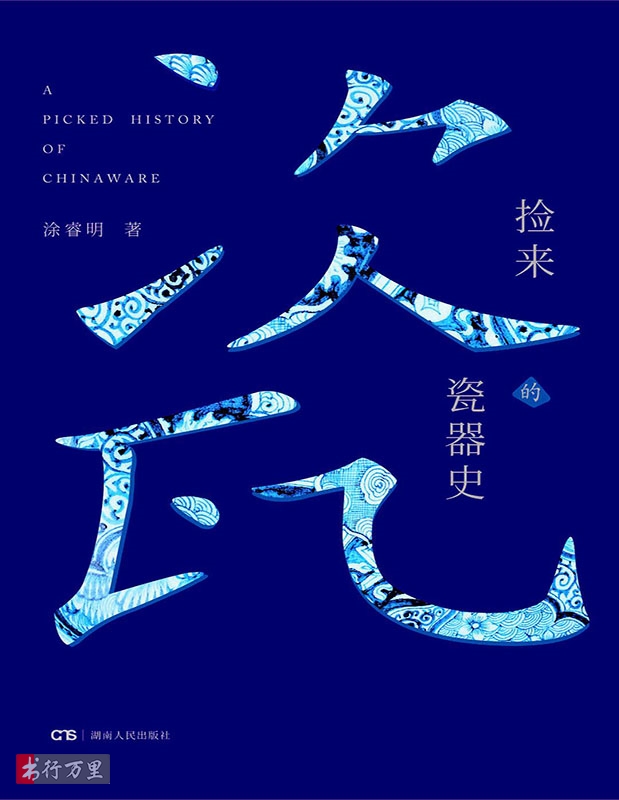 A
PICKED HISTORY
OF
CHINAWARE
涂睿明 著
瓷
捡来
的
瓷器史
CNS
湖南人民出版社
书行万里